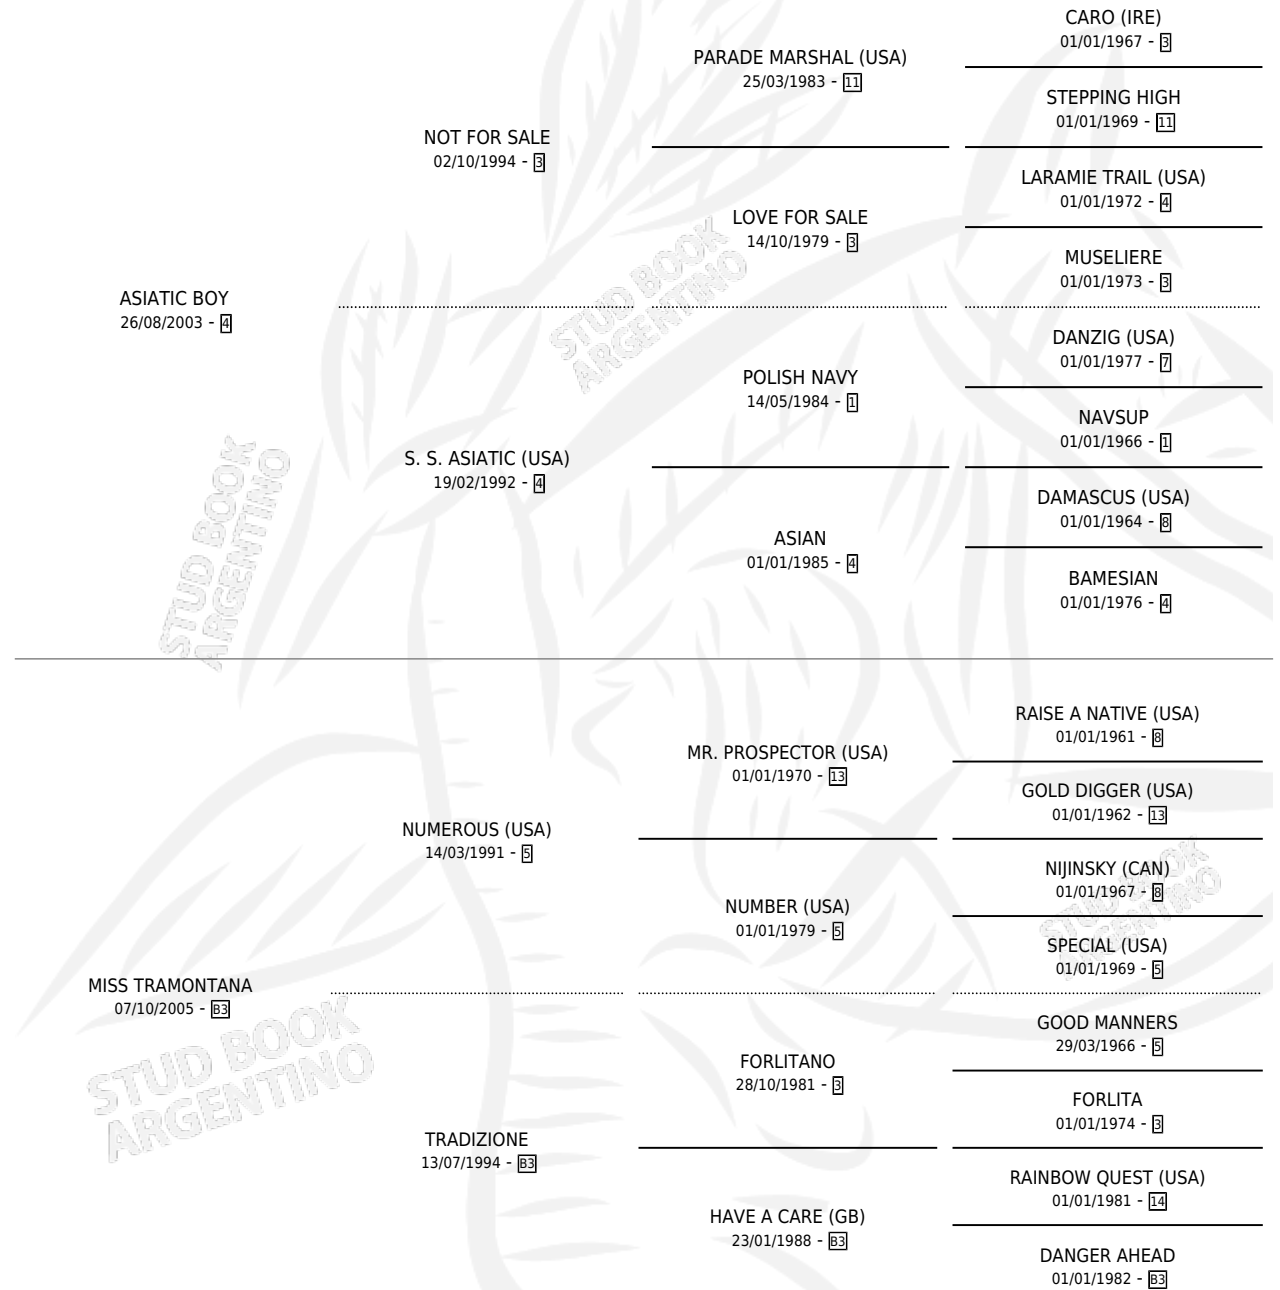 CARO (IRE)
01/01/1967 - 3
PARADE MARSHAL (USA)
25/03/1983 - 11
STEPPING HIGH
01/01/1969 - 11
NOT FOR SALE
02/10/1994 - 3
LARAMIE TRAIL (USA)
01/01/1972 - 4
LOVE FOR SALE
14/10/1979 - 3
MUSELIERE
01/01/1973 - 3
ASIATIC BOY
26/08/2003 - 4
STUD BOOK
ARGENTINO
DANZIG (USA)
01/01/1977 - 7
POLISH NAVY
14/05/1984 - 1
NAVSUP
01/01/1966 - 1
S. S. ASIATIC (USA)
19/02/1992 - 4
DAMASCUS (USA)
01/01/1964 - 8
ASIAN
01/01/1985 - 4
BAMESIAN
01/01/1976 - 4
STUD BOOK
ARGENTINO
RAISE A NATIVE (USA)
01/01/1961 - 8
MR. PROSPECTOR (USA)
01/01/1970 - 13
GOLD DIGGER (USA)
01/01/1962 - 13
NUMEROUS (USA)
14/03/1991 - 5
NIJINSKY (CAN)
01/01/1967 - 8
STUD BOOK
ARGENTINO
NUMBER (USA)
01/01/1979 - 5
SPECIAL (USA)
01/01/1969 - 5
MISS TRAMONTANA
07/10/2005 - B3
STUD BOOK
ARGENTINO
GOOD MANNERS
29/03/1966 - 5
FORLITANO
28/10/1981 - 3
FORLITA
01/01/1974 - 3
TRADIZIONE
13/07/1994 - B3
RAINBOW QUEST (USA)
01/01/1981 - 14
HAVE A CARE (GB)
23/01/1988 - B3
DANGER AHEAD
01/01/1982 - B3